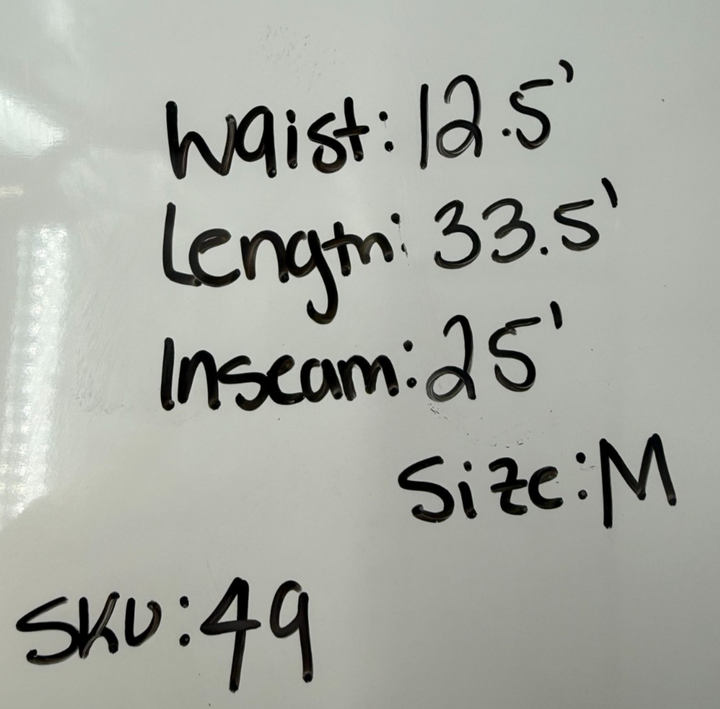 Waist: 12.5'
Length: 33.5'
Inseam: 25'
Size: M
SKU: 49